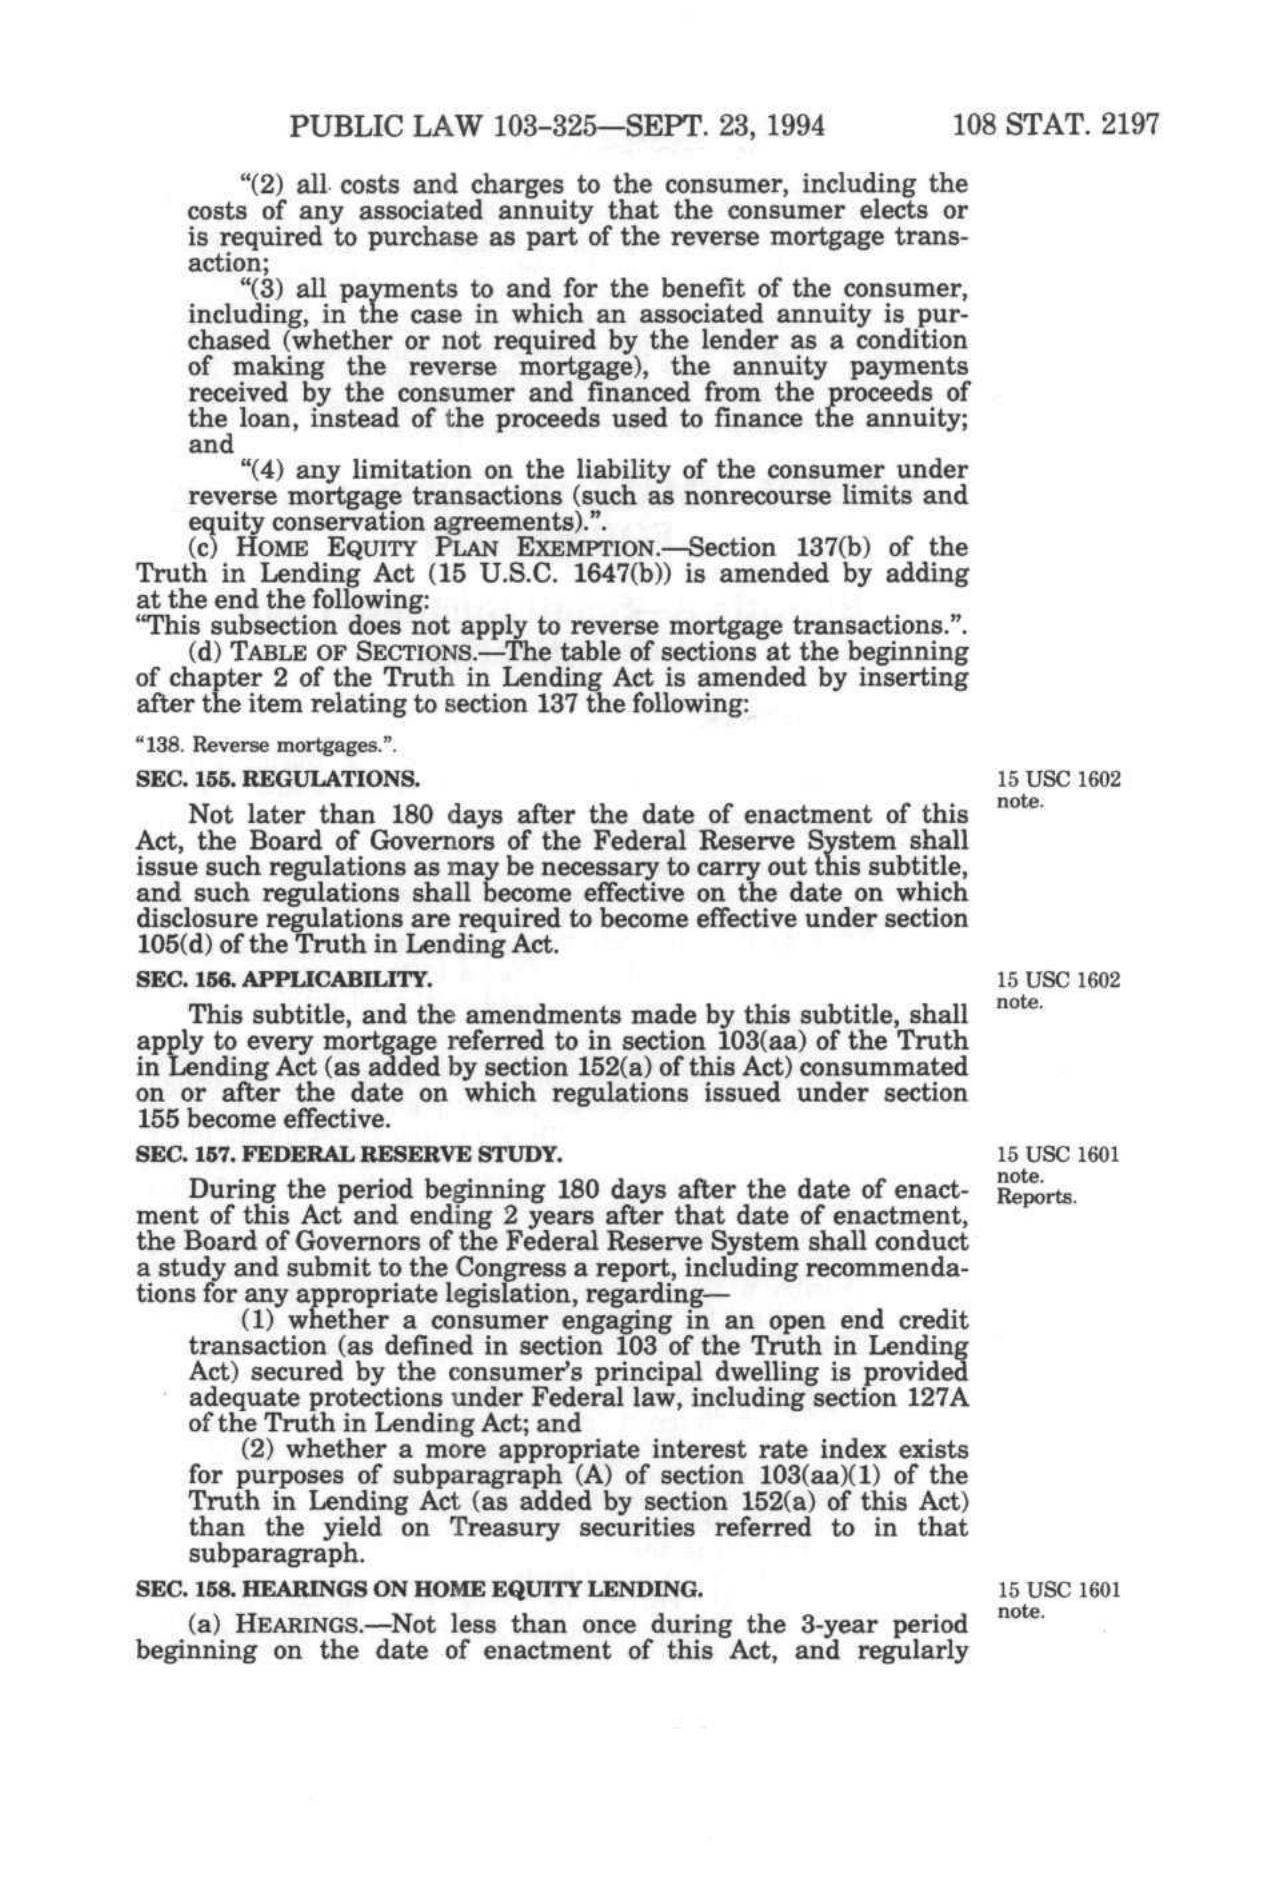 PUBLIC LAW 103-325—SEPT. 23, 1994 108 STAT. 2197
“(2) all costs and charges to the consumer, including the
costs of any associated annuity that the consumer elects or
is required to purchase as part of the reverse mortgage trans-
action;
“(3) all payments to and for the benefit of the consumer,
including, in the case in which an associated annuity is pur-
chased (whether or not required by the lender as a condition
of making the reverse mortgage), the annuity payments
received by the consumer and financed from the proceeds of
the loan, instead of the proceeds used to finance the annuity;
and
“(4) any limitation on the liability of the consumer under
reverse mortgage transactions (such as nonrecourse limits and
equity conservation agreements).”.
(c) HOME EQUITY PLAN EXEMPTION.—Section 137(b) of the
Truth in Lending Act (15 U.S.C. 1647(b)) is amended by adding
at the end the following:
“This subsection does not apply to reverse mortgage transactions.”.
(d) TABLE OF SECTIONS.—The table of sections at the beginning
of chapter 2 of the Truth in Lending Act is amended by inserting
after the item relating to section 137 the following:
“138. Reverse mortgages.”.
SEC. 155. REGULATIONS.
15 USC 1602
note.
Not later than 180 days after the date of enactment of this
Act, the Board of Governors of the Federal Reserve System shall
issue such regulations as may be necessary to carry out this subtitle,
and such regulations shall become effective on the date on which
disclosure regulations are required to become effective under section
105(d) of the Truth in Lending Act.
SEC. 156. APPLICABILITY.
15 USC 1602
note.
This subtitle, and the amendments made by this subtitle, shall
apply to every mortgage referred to in section 103(aa) of the Truth
in Lending Act (as added by section 152(a) of this Act) consummated
on or after the date on which regulations issued under section
155 become effective.
SEC. 157. FEDERAL RESERVE STUDY.
15 USC 1601
note.
Reports.
During the period beginning 180 days after the date of enact-
ment of this Act and ending 2 years after that date of enactment,
the Board of Governors of the Federal Reserve System shall conduct
a study and submit to the Congress a report, including recommenda-
tions for any appropriate legislation, regarding—
(1) whether a consumer engaging in an open end credit
transaction (as defined in section 103 of the Truth in Lending
Act) secured by the consumer’s principal dwelling is provided
adequate protections under Federal law, including section 127A
of the Truth in Lending Act; and
(2) whether a more appropriate interest rate index exists
for purposes of subparagraph (A) of section 103(aa)(1) of the
Truth in Lending Act (as added by section 152(a) of this Act)
than the yield on Treasury securities referred to in that
subparagraph.
SEC. 158. HEARINGS ON HOME EQUITY LENDING.
15 USC 1601
note.
(a) HEARINGS.—Not less than once during the 3-year period
beginning on the date of enactment of this Act, and regularly